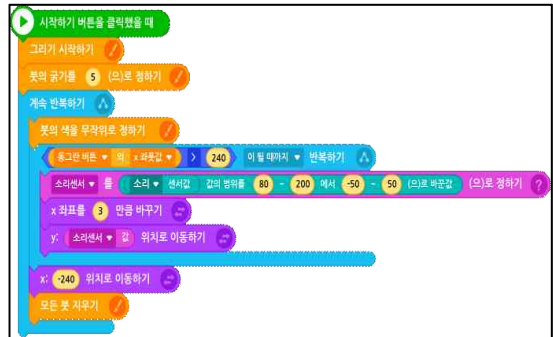 시작하기 버튼을 클릭했을 때
그리기 시작하기
붓의 굵기를 5 (으)로 정하기
계속 반복하기
붓의 색을 무작위로 정하기
동그란 버튼 ▼ 의 x 좌푯값 ▼ > 240 이 될 때까지 ▼ 반복하기
소리센서 ▼ 를 소리 ▼ 센서값 값의 범위를 80 ~ 200 에서 -50 ~ 50 (으)로 바꾼값 (으)로 정하기 ?
x 좌표를 3 만큼 바꾸기
y: 소리센서 ▼ 값 위치로 이동하기
x: -240 위치로 이동하기
모든 붓 지우기